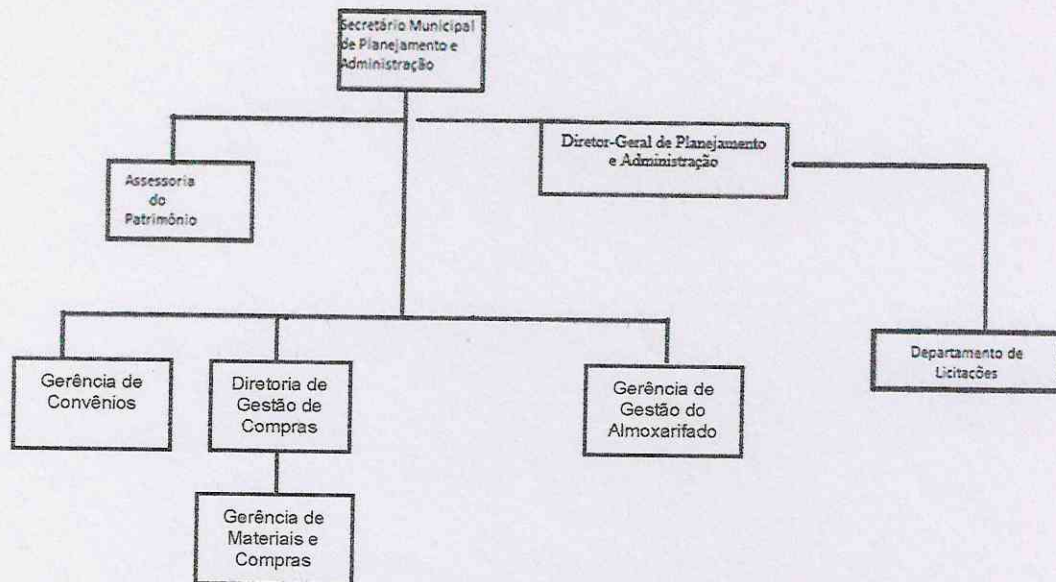 Secretário Municipal
de Planejamento e
Administração
Diretor-Geral de Planejamento
e Administração
Assessoria
do
Patrimônio
Gerência de
Convênios
Diretoria de
Gestão de
Compras
Gerência de
Gestão do
Almoxarifado
Departamento de
Licitações
Gerência de
Materiais e
Compras